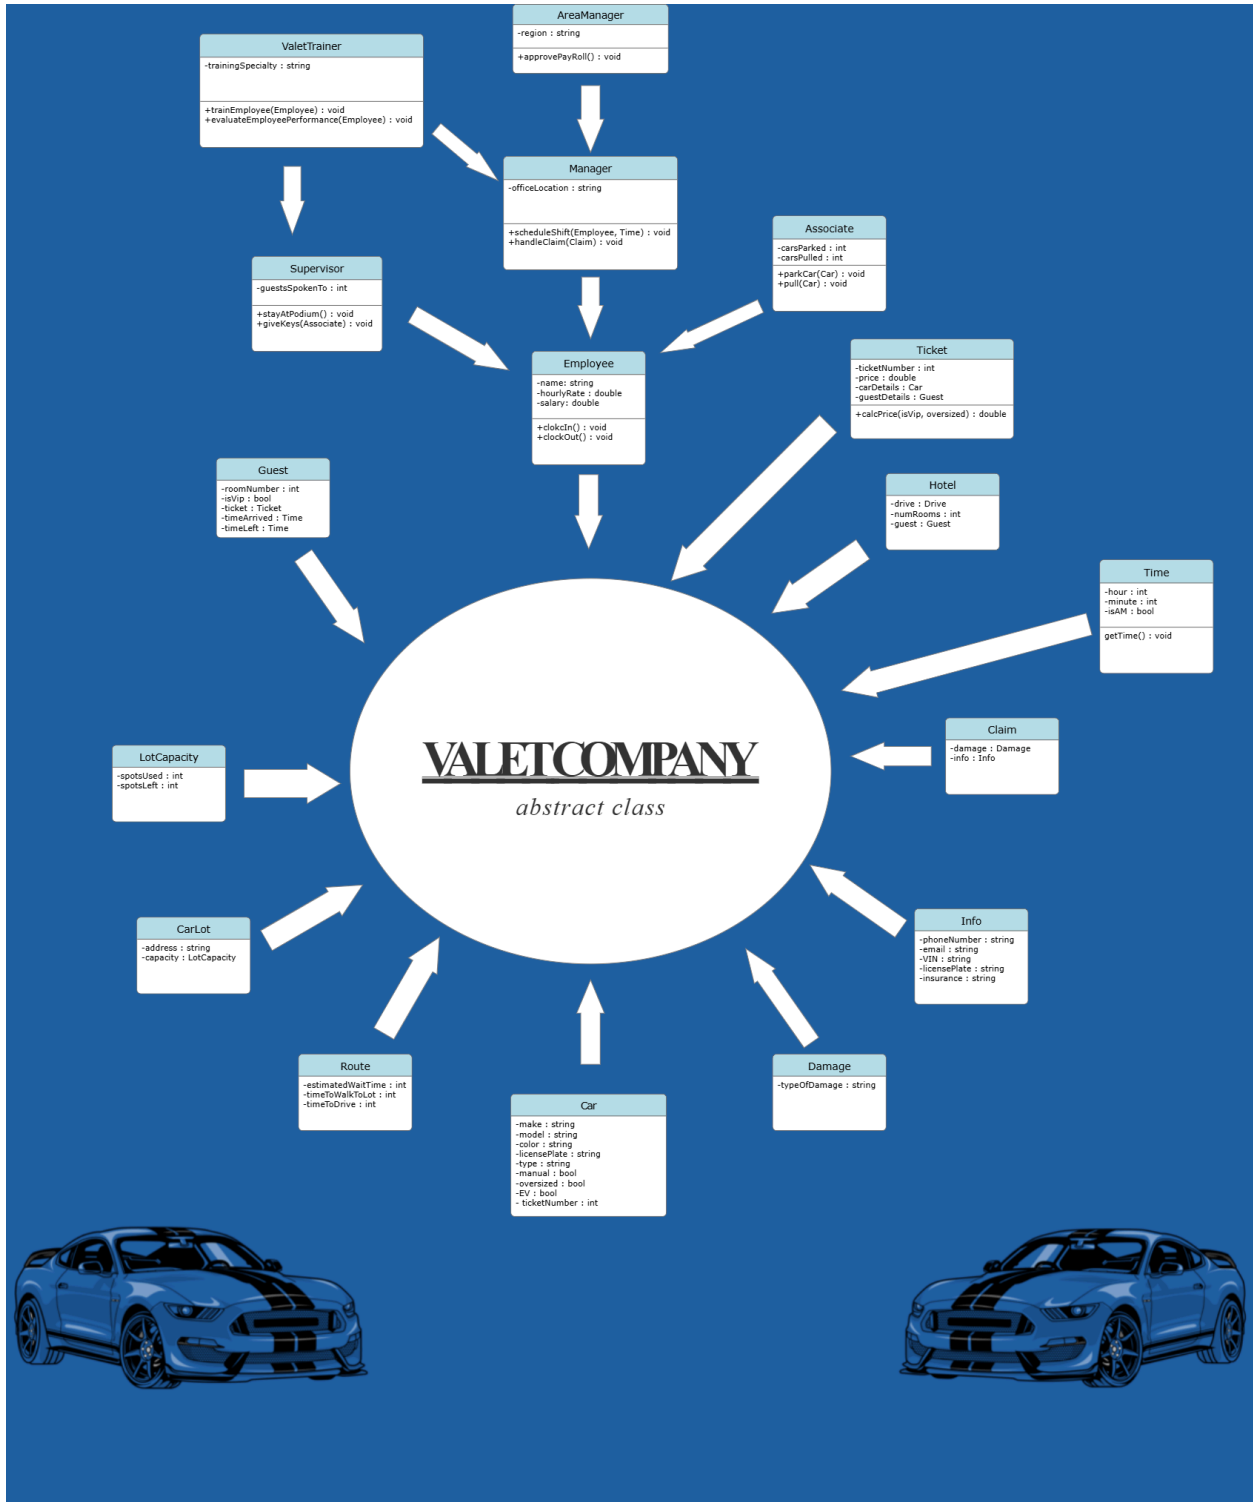 AreaManager
-region : string
+approvePayRoll() : void
ValetTrainer
-trainingSpecialty : string
+trainEmployee(Employee) : void
+evaluateEmployeePerformance(Employee) : void
Manager
-officeLocation : string
+scheduleShift(Employee, Time) : void
+handleClaim(Claim) : void
Associate
-carsParked : int
-carsPulled : int
+parkCar(Car) : void
+pull(Car) : void
Supervisor
-guestsSpokenTo : int
+stayAtPodium() : void
+giveKeys(Associate) : void
Employee
-name: string
-hourlyRate : double
-salary: double
+clokcIn() : void
+clockOut() : void
Ticket
-ticketNumber : int
-price : double
-carDetails : Car
-guestDetails : Guest
+calcPrice(isVip, oversized) : double
Guest
-roomNumber : int
-isVip : bool
-ticket : Ticket
-timeArrived : Time
-timeLeft : Time
Hotel
-drive : Drive
-numRooms : int
-guest : Guest
Time
-hour : int
-minute : int
-isAM : bool
getTime() : void
Claim
-damage : Damage
-info : Info
VALET COMPANY
abstract class
LotCapacity
-spotsUsed : int
-spotsLeft : int
CarLot
-address : string
-capacity : LotCapacity
Info
-phoneNumber : string
-email : string
-VIN : string
-licensePlate : string
-insurance : string
Route
-estimatedWaitTime : int
-timeToWalkToLot : int
-timeToDrive : int
Damage
-typeOfDamage : string
Car
-make : string
-model : string
-color : string
-licensePlate : string
-type : string
-manual : bool
-oversized : bool
-EV : bool
- ticketNumber : int